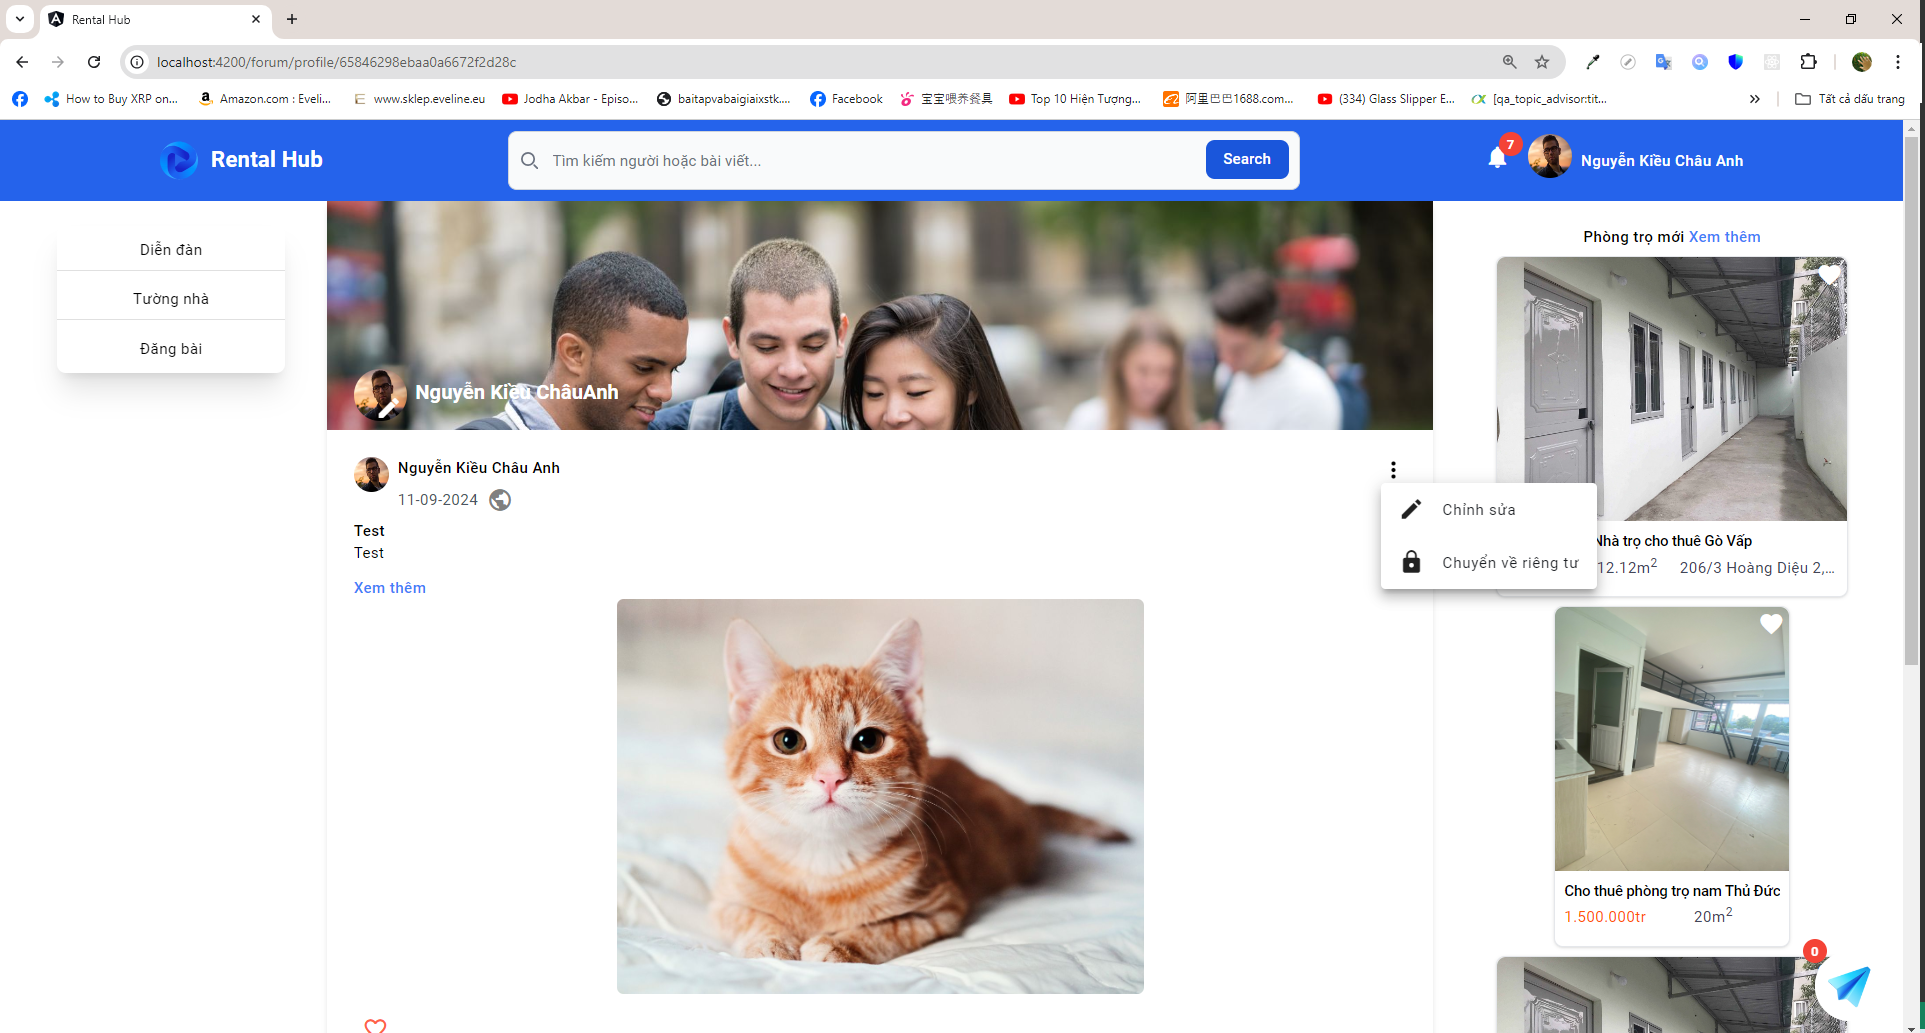 Rental Hub
localhost:4200/forum/profile/65846298ebaa0a6672f2d28c
How to Buy XRP on...
Amazon.com : Eveli...
www.sklep.eveline.eu
Jodha Akbar - Episo...
baitapvabaigiaixstk....
Facebook
宝宝喂养餐具
Top 10 Hiện Tượng...
阿里巴巴1688.com...
(334) Glass Slipper E...
[qa_topic_advisor:tit...
Tất cả dấu trang
Rental Hub
Tìm kiếm người hoặc bài viết...
Search
7
Nguyễn Kiều Châu Anh
Diễn đàn
Tường nhà
Đăng bài
Nguyễn Kiều ChâuAnh
Nguyễn Kiều Châu Anh
11-09-2024
Test
Test
Xem thêm
Chỉnh sửa
Chuyển về riêng tư
Phòng trọ mới Xem thêm
Nhà trọ cho thuê Gò Vấp
12.12m2 206/3 Hoàng Diệu 2,...
Cho thuê phòng trọ nam Thủ Đức
1.500.000tr 20m2
0